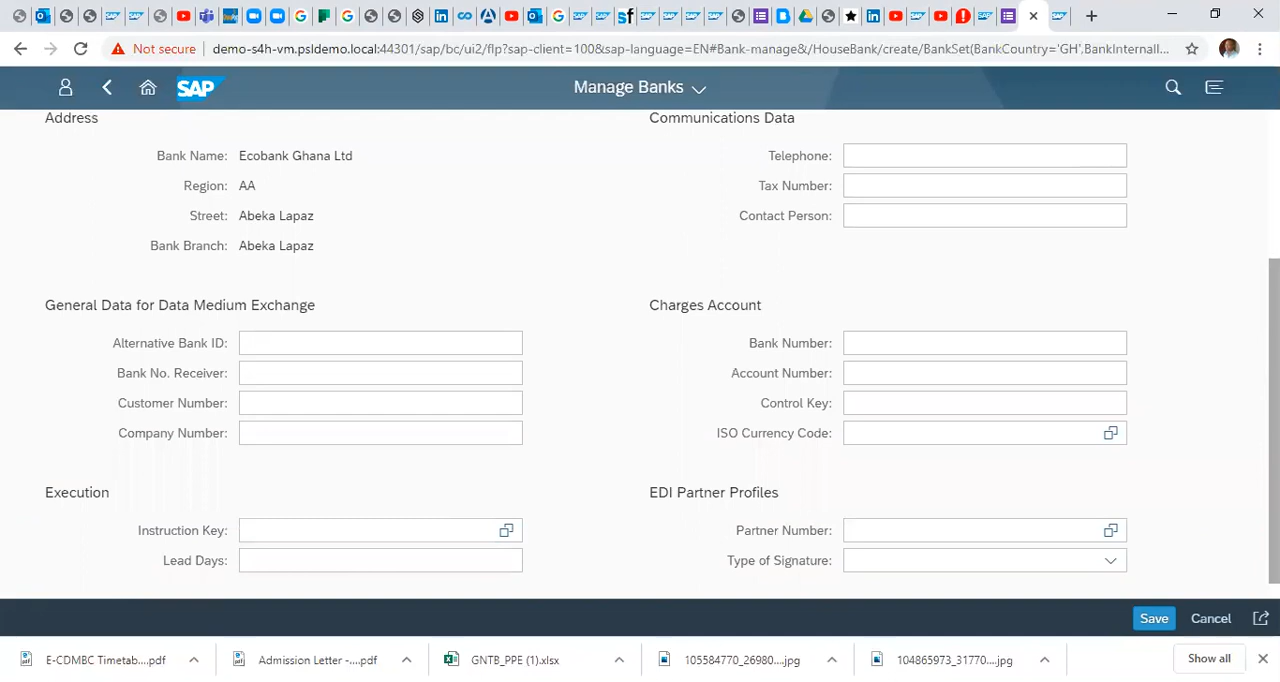 Not secure
demo-s4h-vm.psldemo.local:44301/sap/bc/ui2/flp?sap-client=100&sap-language=EN#Bank-manage&/HouseBank/create/BankSet(BankCountry='GH',BankInternall...
SAP
Manage Banks
Address
Bank Name: Ecobank Ghana Ltd
Region: AA
Street: Abeka Lapaz
Bank Branch: Abeka Lapaz
Communications Data
Telephone:
Tax Number:
Contact Person:
General Data for Data Medium Exchange
Alternative Bank ID:
Bank No. Receiver:
Customer Number:
Company Number:
Charges Account
Bank Number:
Account Number:
Control Key:
ISO Currency Code:
Execution
Instruction Key:
Lead Days:
EDI Partner Profiles
Partner Number:
Type of Signature:
Save
Cancel
E-CDMBC Timetab....pdf
Admission Letter -....pdf
GNTB_PPE (1).xlsx
105584770_26980....jpg
104865973_31770....jpg
Show all